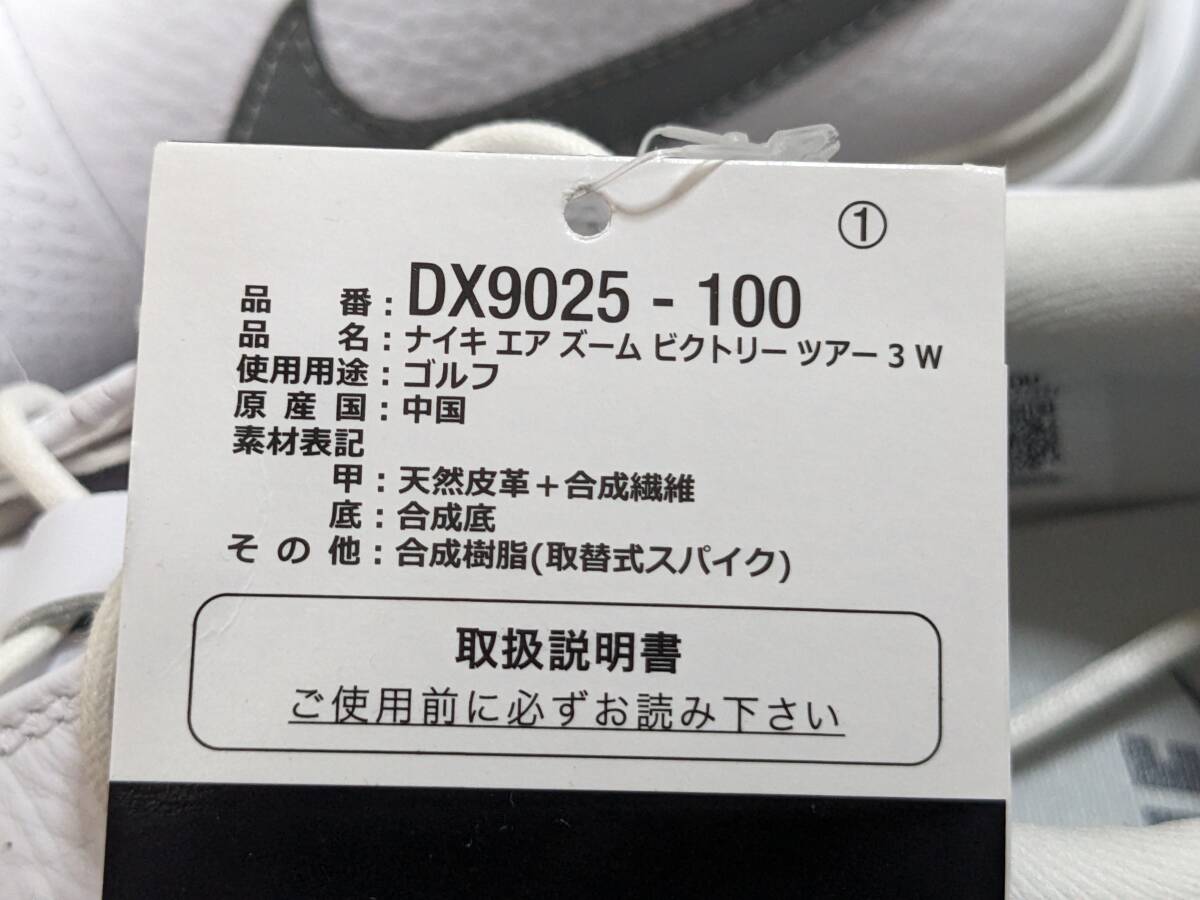 ①
品番：DX9025 - 100
品名：ナイキ エア ズーム ビクトリー ツアー 3 W
使用用途：ゴルフ
原産国：中国
素材表記
甲：天然皮革＋合成繊維
底：合成底
その他：合成樹脂(取替式スパイク)
取扱説明書
ご使用前に必ずお読み下さい